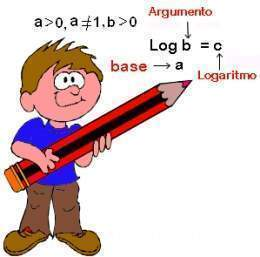 Argumento
a>0, a≠1, b>0
Log b = c
base → a
Logaritmo